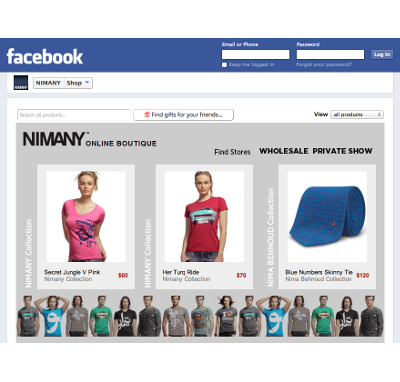 facebook
Email or Phone
Password
Log In
Keep me logged in
Forgot your password?
NIMANY
NIMANY Shop
Search all products...
Find gifts for your friends...
View all products
NIMANY™ ONLINE BOUTIQUE
Find Stores WHOLESALE PRIVATE SHOW
NIMANY Collection
Secret Jungle V Pink
NIMANY Collection
$60
NIMANY Collection
Her Turq Ride
NIMANY Collection
$70
NIMA BEHNOUD Collection
Blue Numbers Skinny Tie
Nima Behnoud Collection
$120